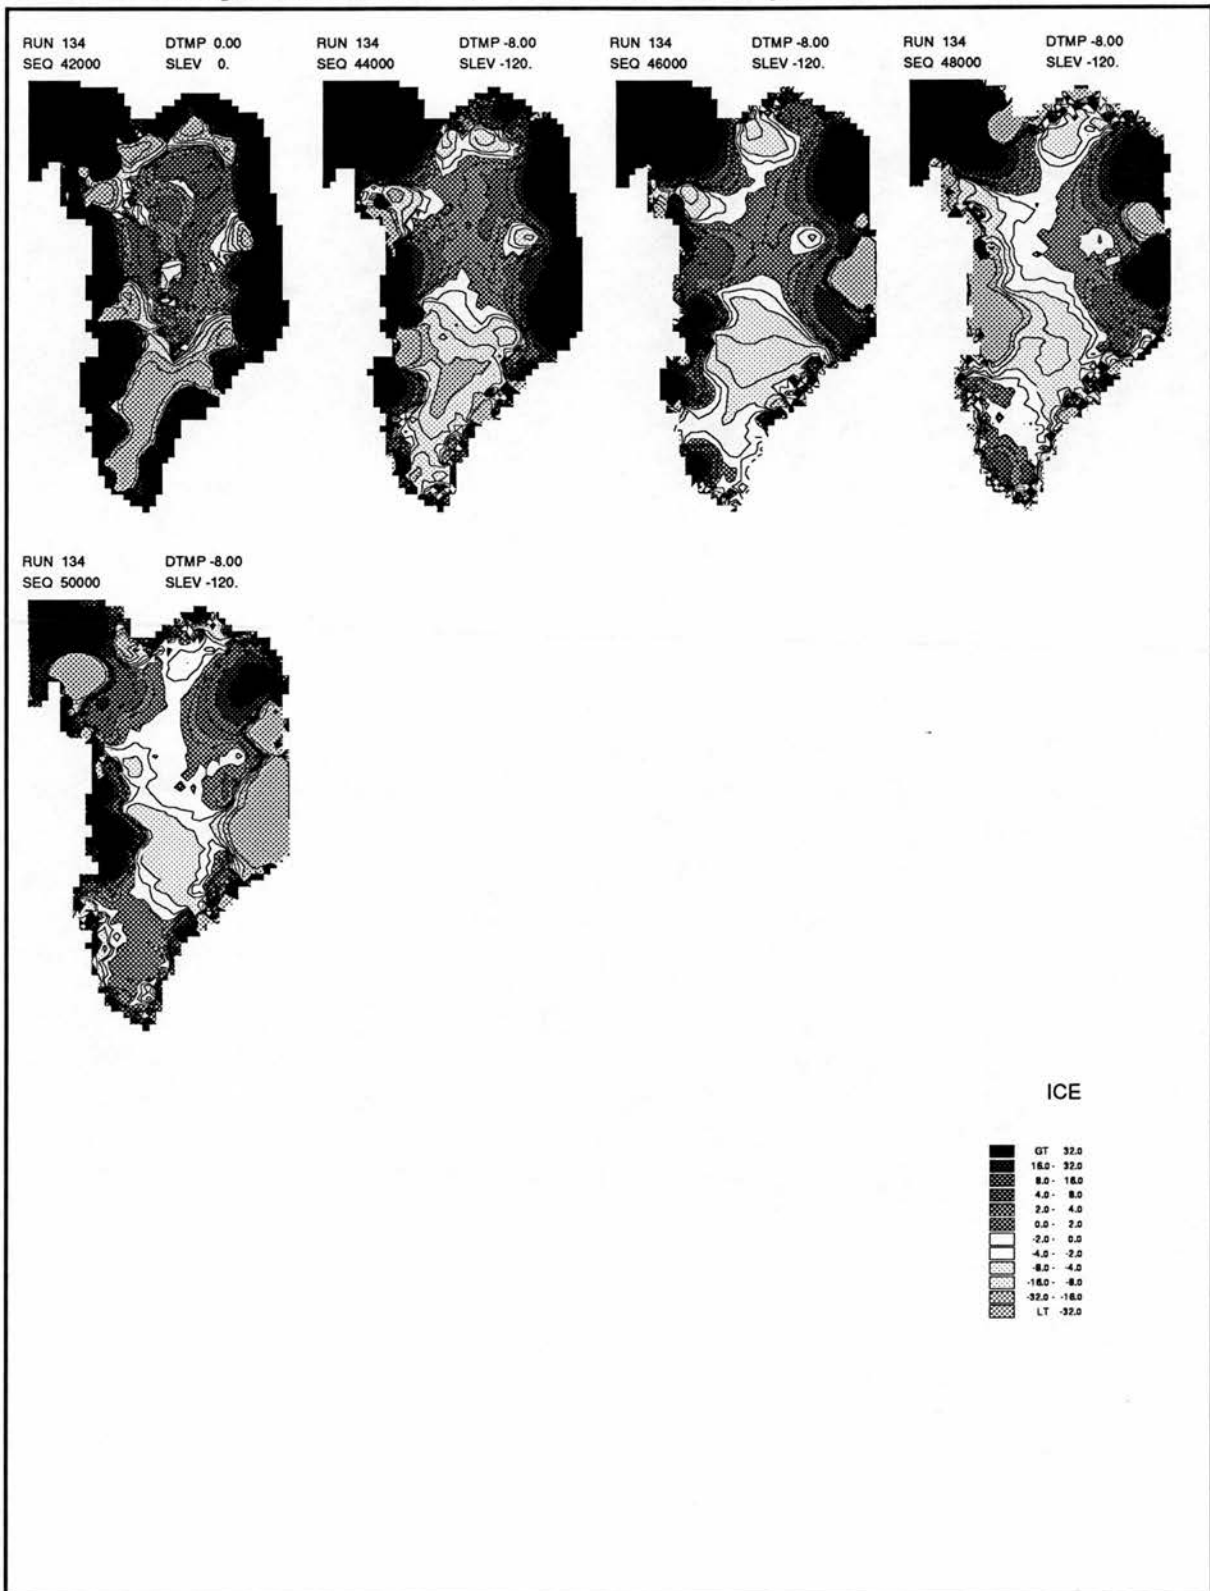 RUN 134 DTMP 0.00 RUN 134 DTMP -8.00 RUN 134 DTMP -8.00 RUN 134 DTMP -8.00
SEQ 42000 SLEV 0. SEQ 44000 SLEV -120. SEQ 46000 SLEV -120. SEQ 48000 SLEV -120.
RUN 134 DTMP -8.00
SEQ 50000 SLEV -120.
ICE
GT 32.0
16.0 - 32.0
8.0 - 16.0
4.0 - 8.0
2.0 - 4.0
0.0 - 2.0
-2.0 - 0.0
-4.0 - -2.0
-8.0 - -4.0
-16.0 - -8.0
-32.0 - -16.0
LT -32.0